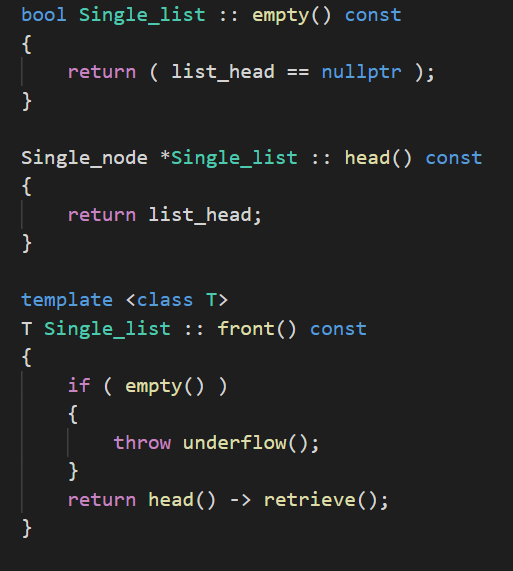 bool Single_list :: empty() const
{
    return ( list_head == nullptr );
}

Single_node *Single_list :: head() const
{
    return list_head;
}

template <class T>
T Single_list :: front() const
{
    if ( empty() )
    {
        throw underflow();
    }
    return head() -> retrieve();
}